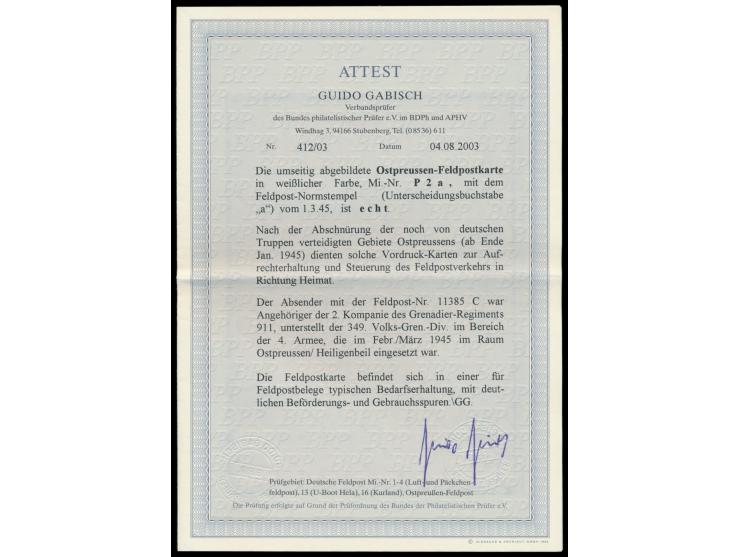 ATTEST
GUIDO GABISCH
Verbandsprüfer
des Bundes philatelistischer Prüfer e.V. im BDPh und APHV
Windhag 3, 94166 Stubenberg, Tel. (0 85 36) 6 11
Nr. 412/03 Datum 04.08.2003
Die umseitig abgebildete Ostpreussen-Feldpostkarte
in weißlicher Farbe, Mi.-Nr. P 2 a , mit dem
Feldpost-Normstempel (Unterscheidungsbuchstabe
„a“) vom 1.3.45, ist e c h t.
Nach der Abschnürung der noch von deutschen
Truppen verteidigten Gebiete Ostpreussens (ab Ende
Jan. 1945) dienten solche Vordruck-Karten zur Auf-
rechterhaltung und Steuerung des Feldpostverkehrs in
Richtung Heimat.
Der Absender mit der Feldpost-Nr. 11385 C war
Angehöriger der 2. Kompanie des Grenadier-Regiments
911, unterstellt der 349. Volks-Gren.-Div. im Bereich
der 4. Armee, die im Febr./März 1945 im Raum
Ostpreussen/ Heiligenbeil eingesetzt war.
Die Feldpostkarte befindet sich in einer für
Feldpostbelege typischen Bedarfserhaltung, mit deut-
lichen Beförderungs- und Gebrauchsspuren.\GG.
Prüfgebiet: Deutsche Feldpost Mi.-Nr. 1-4 (Luft- und Päckchen-
feldpost), 13 (U-Boot Hela), 16 (Kurland), Ostpreußen-Feldpost
Die Prüfung erfolgte auf Grund der Prüfordnung des Bundes der Philatelistischen Prüfer e.V.